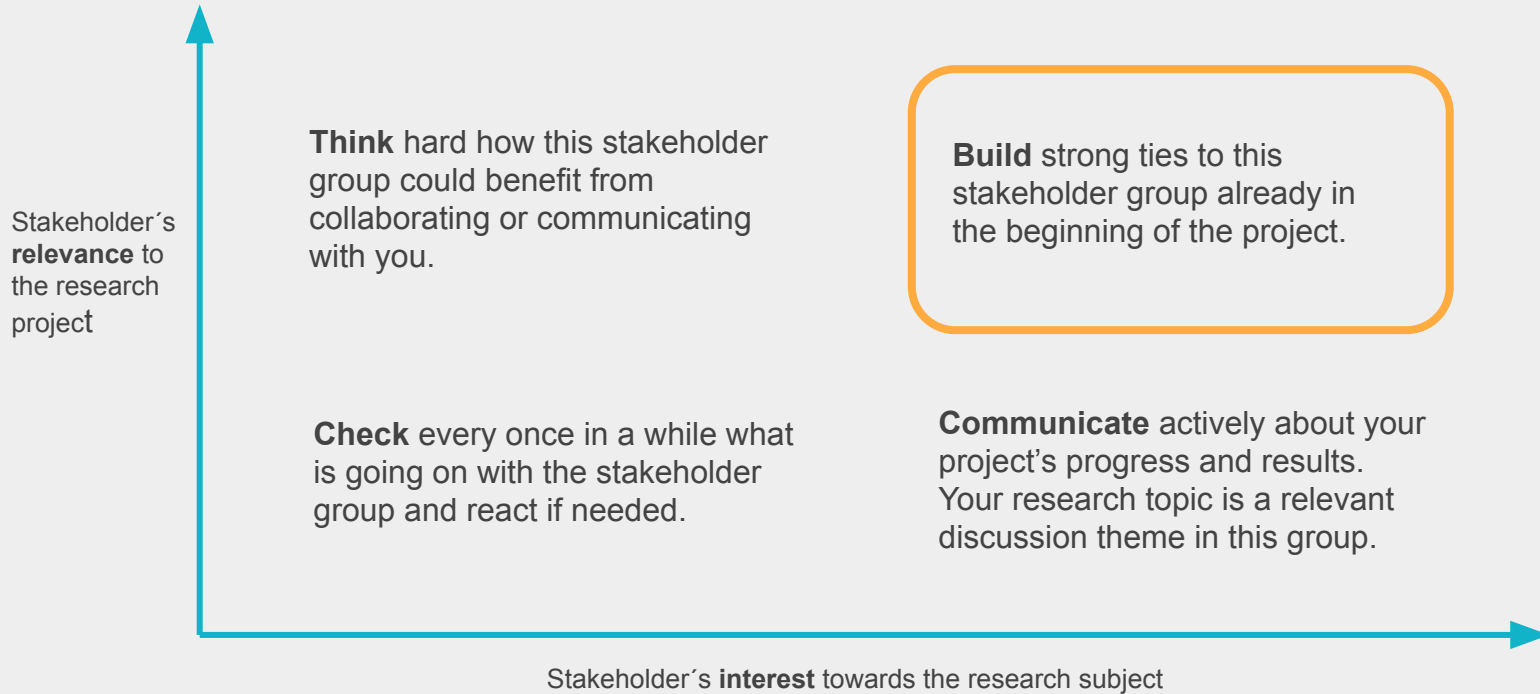 Think hard how this stakeholder
group could benefit from
collaborating or communicating
with you.
Build strong ties to this
stakeholder group already in
the beginning of the project.
Stakeholder´s
relevance to
the research
project
Check every once in a while what
is going on with the stakeholder
group and react if needed.
Communicate actively about your
project’s progress and results.
Your research topic is a relevant
discussion theme in this group.
Stakeholder´s interest towards the research subject